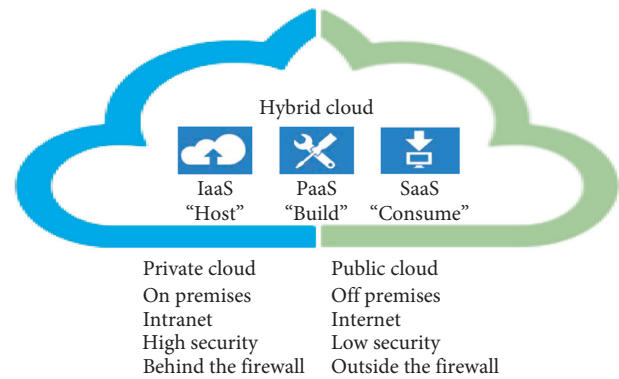 Hybrid cloud
IaaS PaaS SaaS
“Host” “Build” “Consume”
Private cloud Public cloud
On premises Off premises
Intranet Internet
High security Low security
Behind the firewall Outside the firewall